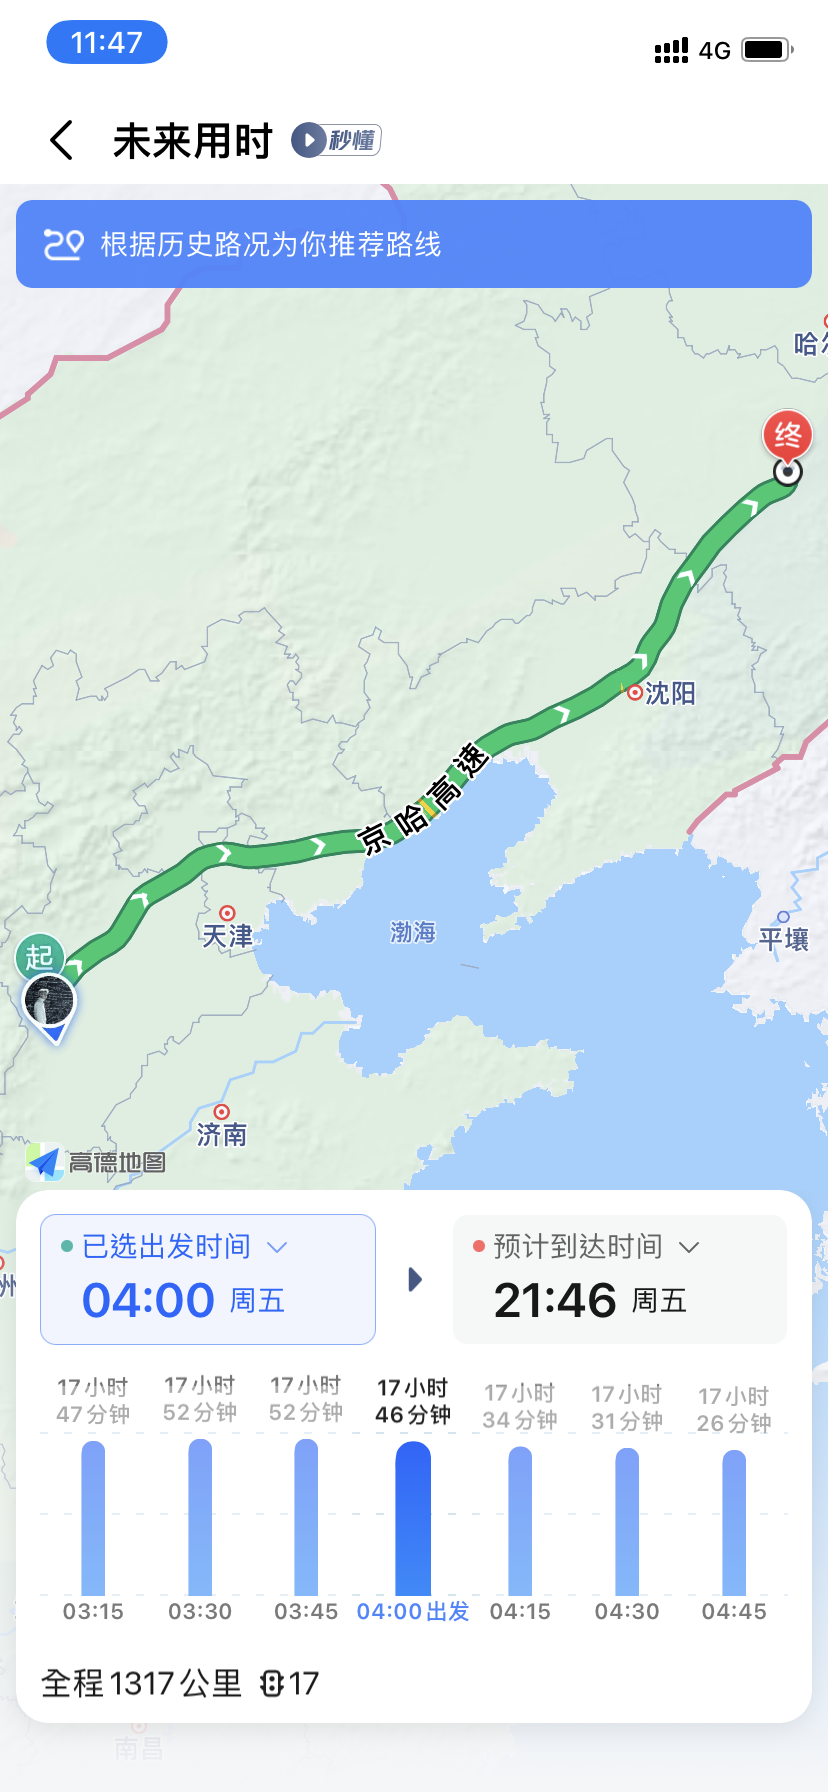 11:47
4G
未来用时
秒懂
根据历史路况为你推荐路线
终
沈阳
京哈高速
起
天津
渤海
平壤
济南
高德地图
州
已选出发时间
04:00 周五
预计到达时间
21:46 周五
17小时
47分钟
17小时
52分钟
17小时
52分钟
17小时
46分钟
17小时
34分钟
17小时
31分钟
17小时
26分钟
03:15
03:30
03:45
04:00出发
04:15
04:30
04:45
全程1317公里 17
南昌